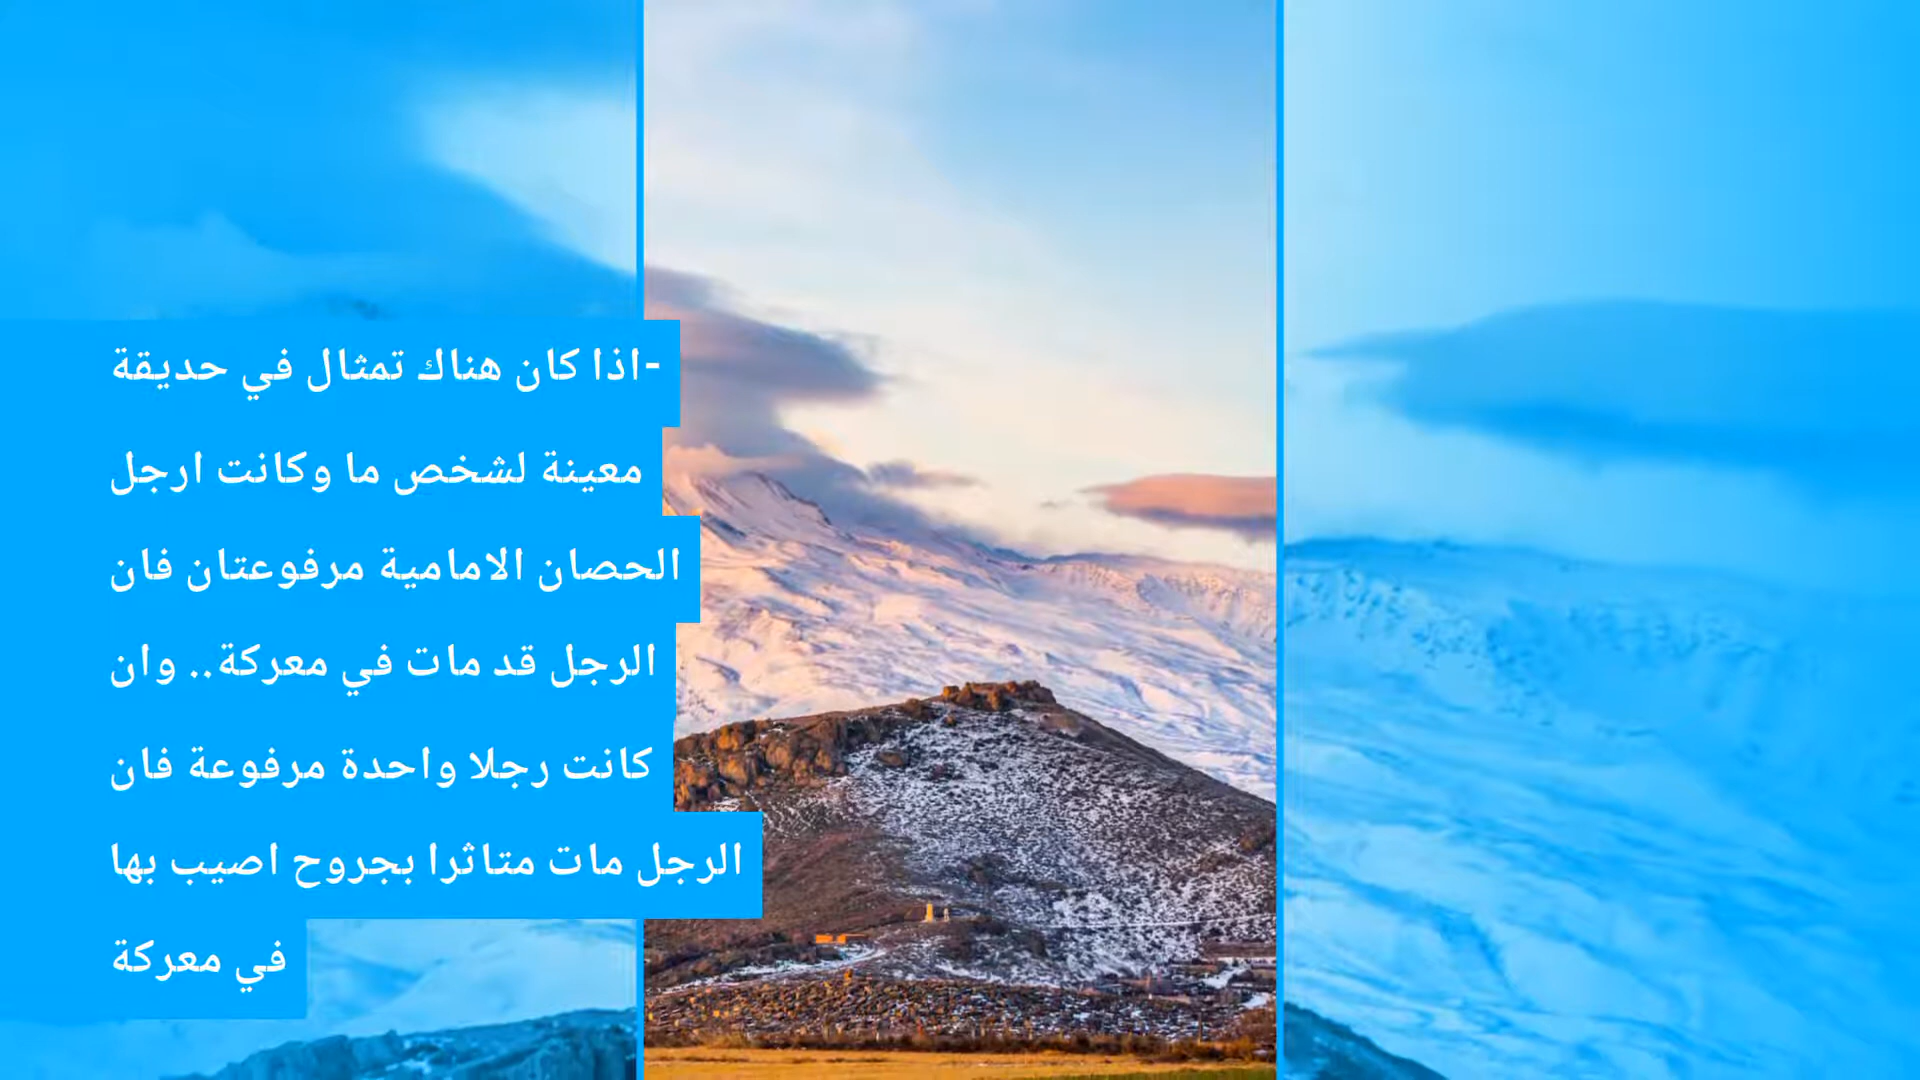 -اذا كان هناك تمثال في حديقة
معينة لشخص ما وكانت ارجل
الحصان الامامية مرفوعتان فان
الرجل قد مات في معركة.. وان
كانت رجلا واحدة مرفوعة فان
الرجل مات متاثرا بجروح اصيب بها
في معركة